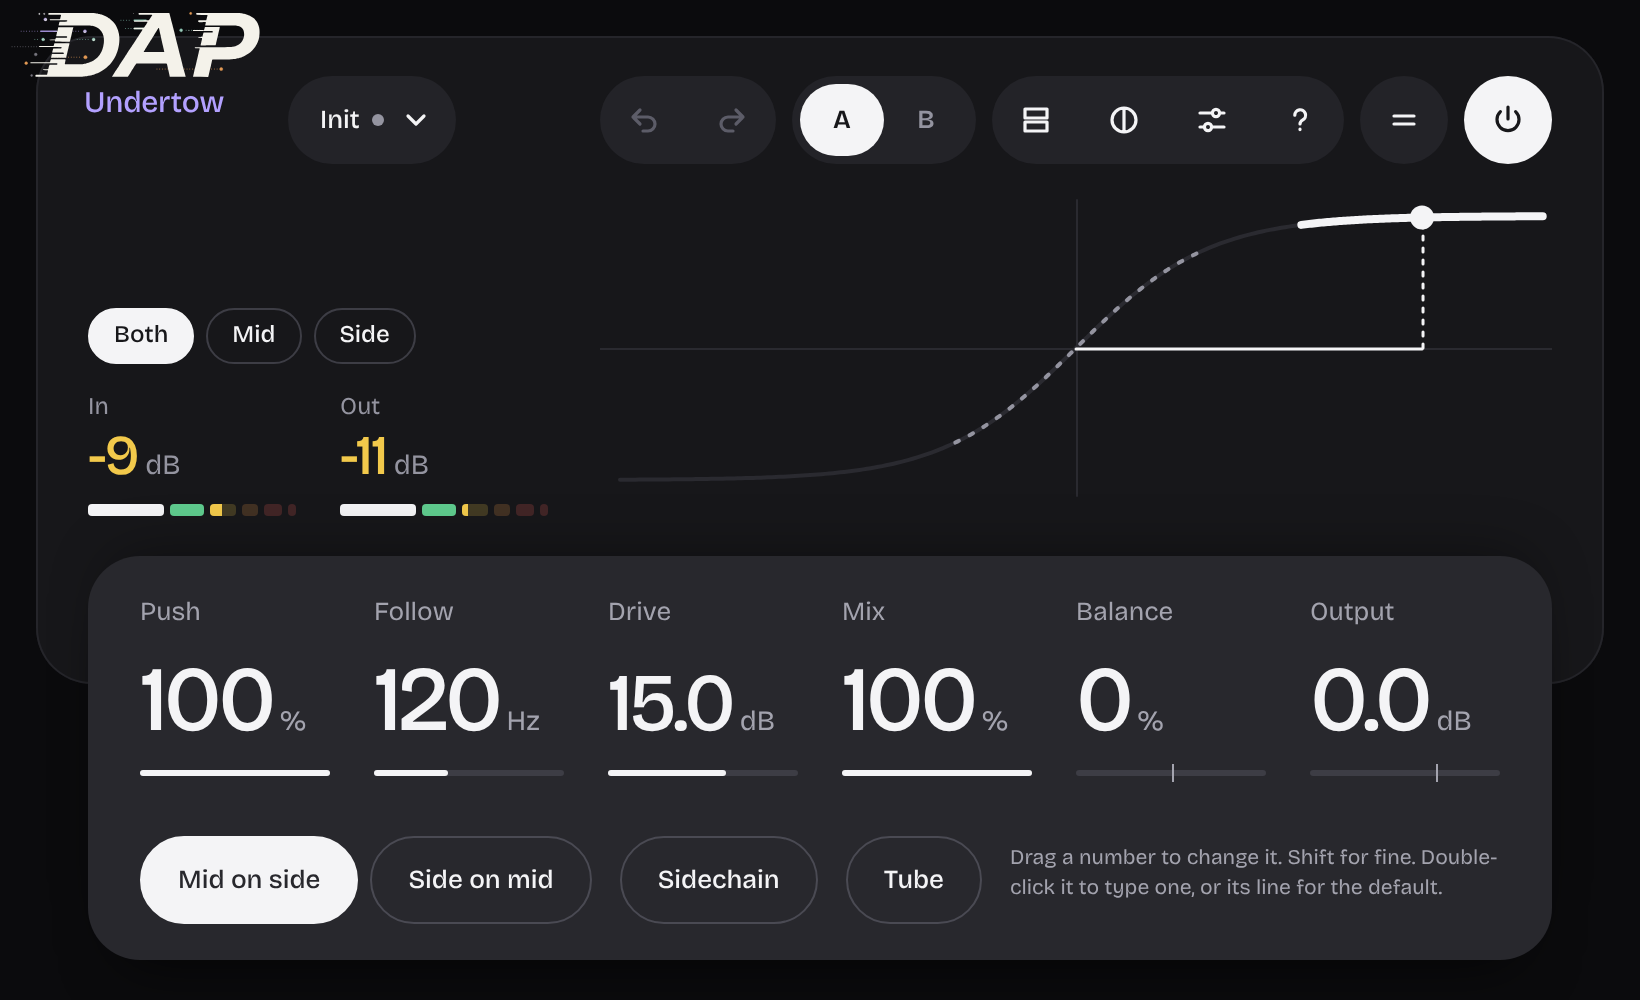 DAP
Undertow
Init
A
B
?
Both
Mid
Side
In
Out
-9 dB
-11 dB
Push
Follow
Drive
Mix
Balance
Output
100 %
120 Hz
15.0 dB
100 %
0 %
0.0 dB
Mid on side
Side on mid
Sidechain
Tube
Drag a number to change it. Shift for fine. Double-
click it to type one, or its line for the default.